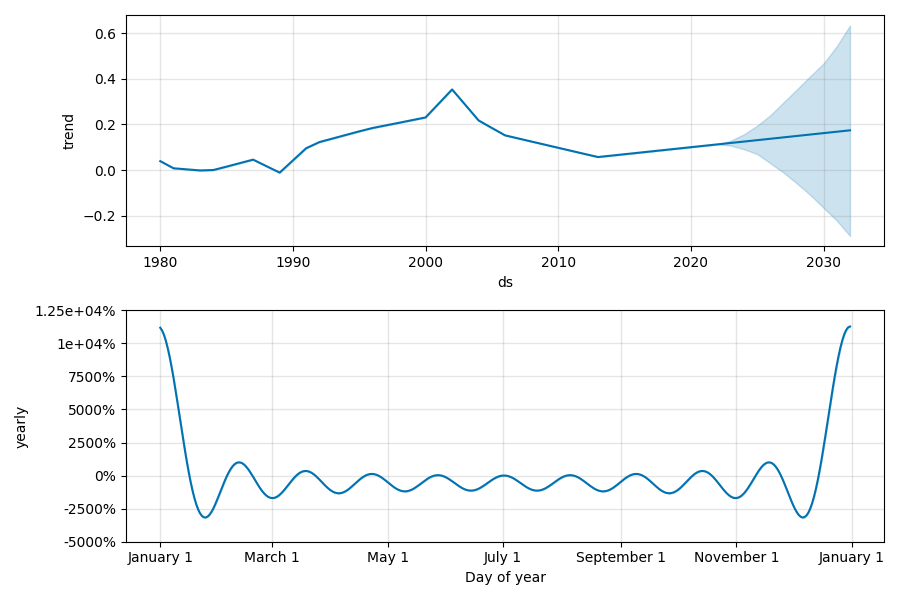 0.6
0.4
0.2
0.0
−0.2
trend
1980 1990 2000 2010 2020 2030
ds
1.25e+04%
1e+04%
7500%
5000%
2500%
0%
-2500%
-5000%
yearly
January 1 March 1 May 1 July 1 September 1 November 1 January 1
Day of year